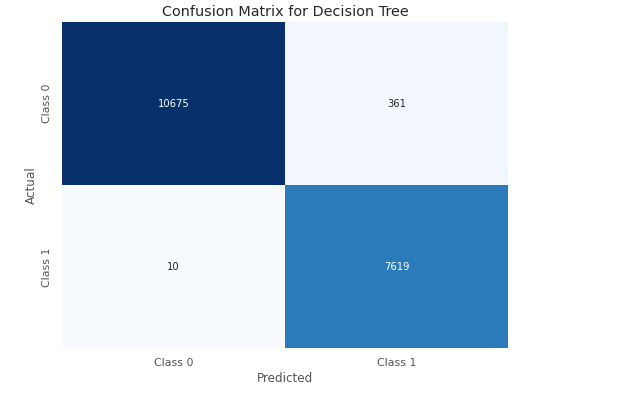 Confusion Matrix for Decision Tree
Class 0
10675
361
Actual
Class 1
10
7619
Class 0
Class 1
Predicted